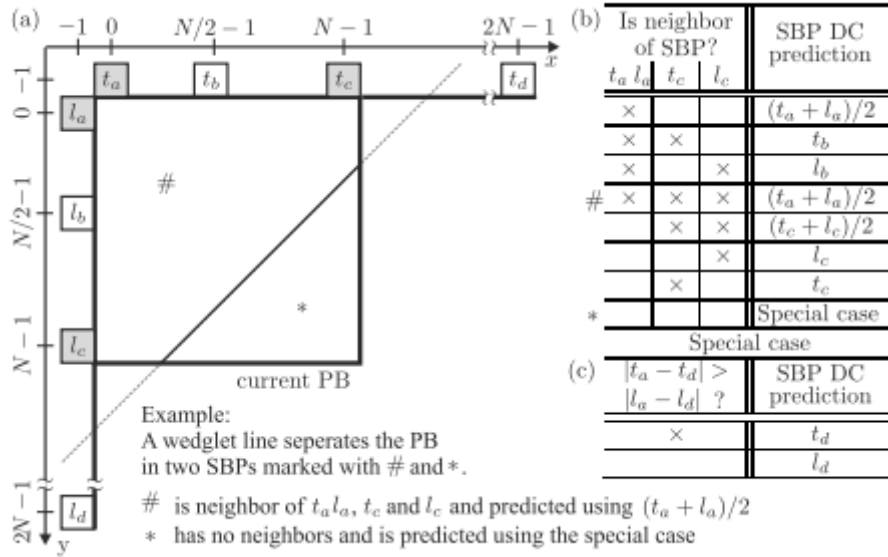 (a)
−1 0 N/2 − 1 N − 1 2N − 1
x
t_a t_b t_c t_d
−1
0
l_a
#
N/2−1
l_b
*
N − 1
l_c
current PB
Example:
A wedglet line seperates the PB
in two SBPs marked with # and *.
2N−1
l_d
y
# is neighbor of t_a l_a, t_c and l_c and predicted using (t_a + l_a)/2
* has no neighbors and is predicted using the special case
(b)
Is neighbor of SBP? SBP DC prediction
t_a l_a t_c l_c
× (t_a + l_a)/2
× × t_b
× × l_b
# × × × (t_a + l_a)/2
× × (t_c + l_c)/2
× l_c
× t_c
* Special case
Special case
(c)
|t_a − t_d| > SBP DC
|l_a − l_d| ? prediction
× t_d
l_d